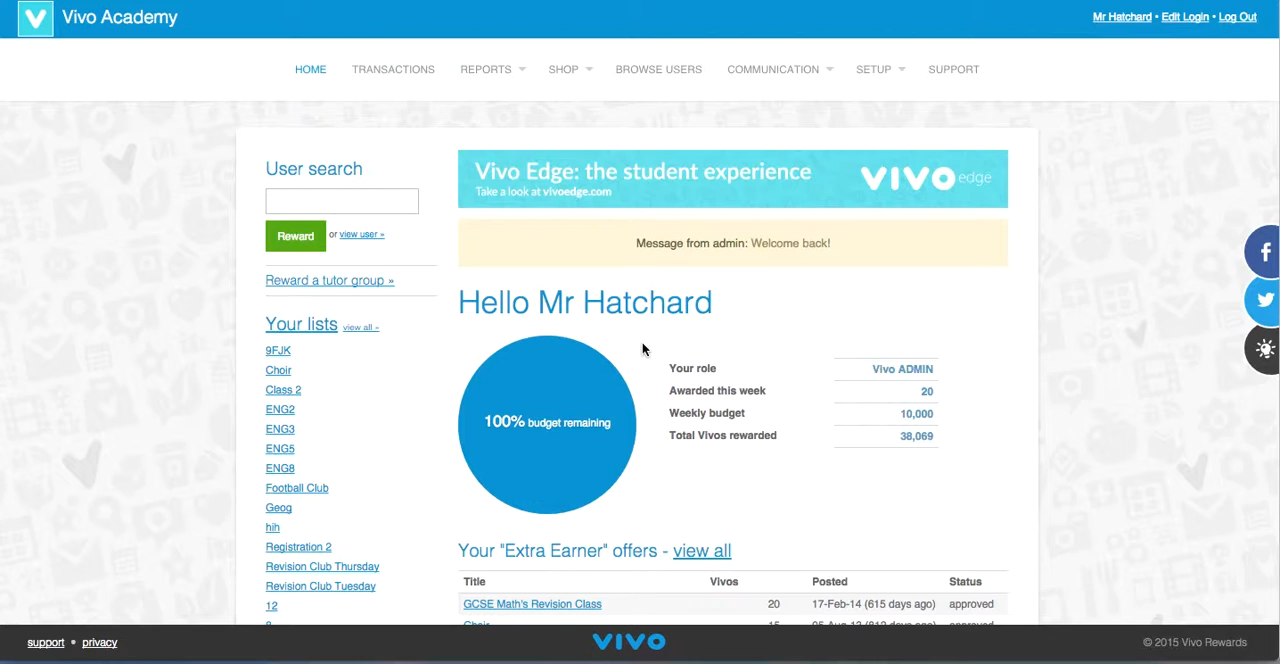 Vivo Academy
Mr Hatchard • Edit Login • Log Out
HOME TRANSACTIONS REPORTS SHOP BROWSE USERS COMMUNICATION SETUP SUPPORT
User search
Reward or view user »
Reward a tutor group »
Your lists view all »
9FJK
Choir
Class 2
ENG2
ENG3
ENG5
ENG8
Football Club
Geog
hih
Registration 2
Revision Club Thursday
Revision Club Tuesday
12
Vivo Edge: the student experience
Take a look at vivoedge.com
VIVO edge
Message from admin: Welcome back!
Hello Mr Hatchard
100% budget remaining
Your role Vivo ADMIN
Awarded this week 20
Weekly budget 10,000
Total Vivos rewarded 38,069
Your "Extra Earner" offers - view all
Title Vivos Posted Status
GCSE Math's Revision Class 20 17-Feb-14 (615 days ago) approved
support • privacy
VIVO
© 2015 Vivo Rewards